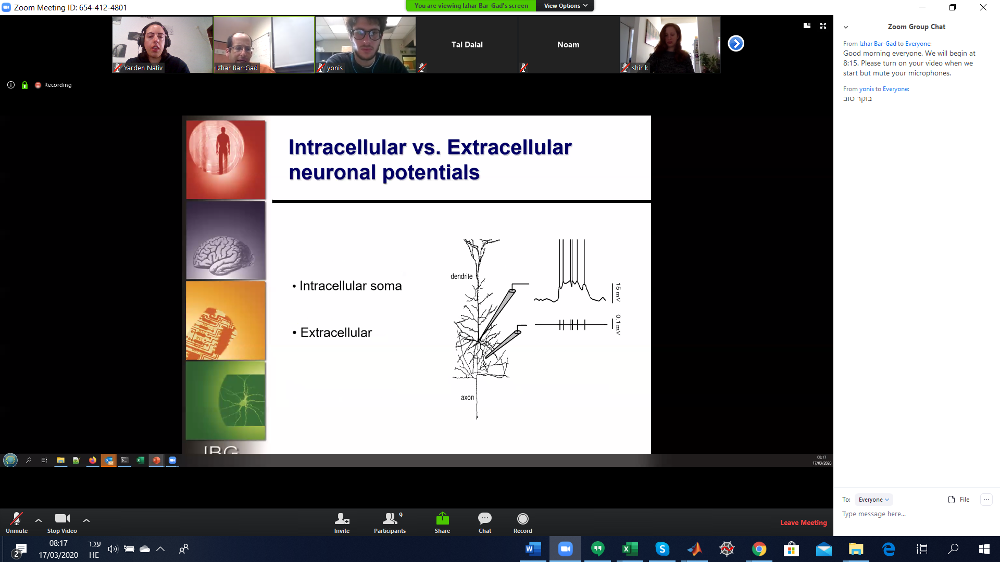 Zoom Meeting ID: 654-412-4801
You are viewing Izhar Bar-Gad's screen
View Options
Yarden Nativ
Izhar Bar-Gad
yonis
Tal Dalal
Noam
shir k
Recording
Intracellular vs. Extracellular
neuronal potentials
• Intracellular soma
• Extracellular
dendrite
axon
15 mV
0.1 mV
IBG
08:17
17/03/2020
Zoom Group Chat
From Izhar Bar-Gad to Everyone:
Good morning everyone. We will begin at
8:15. Please turn on your video when we
start but mute your microphones.
From yonis to Everyone:
בוקר טוב
To: Everyone
File
Type message here...
Unmute
Stop Video
Invite
9
Participants
Share
Chat
Record
Leave Meeting
2
08:17
17/03/2020
עבר
HE